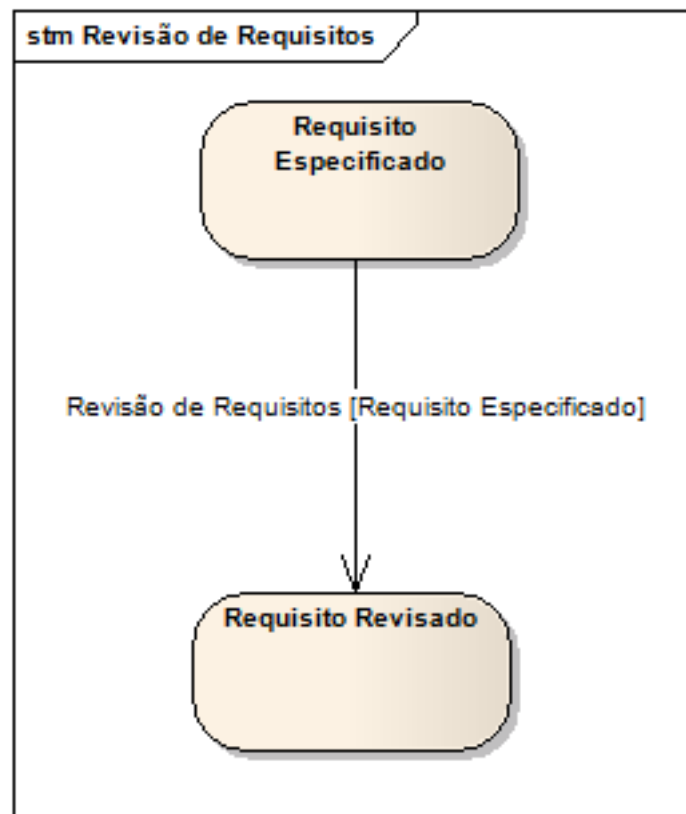 stm Revisão de Requisitos
Requisito
Especificado
Revisão de Requisitos [Requisito Especificado]
Requisito Revisado